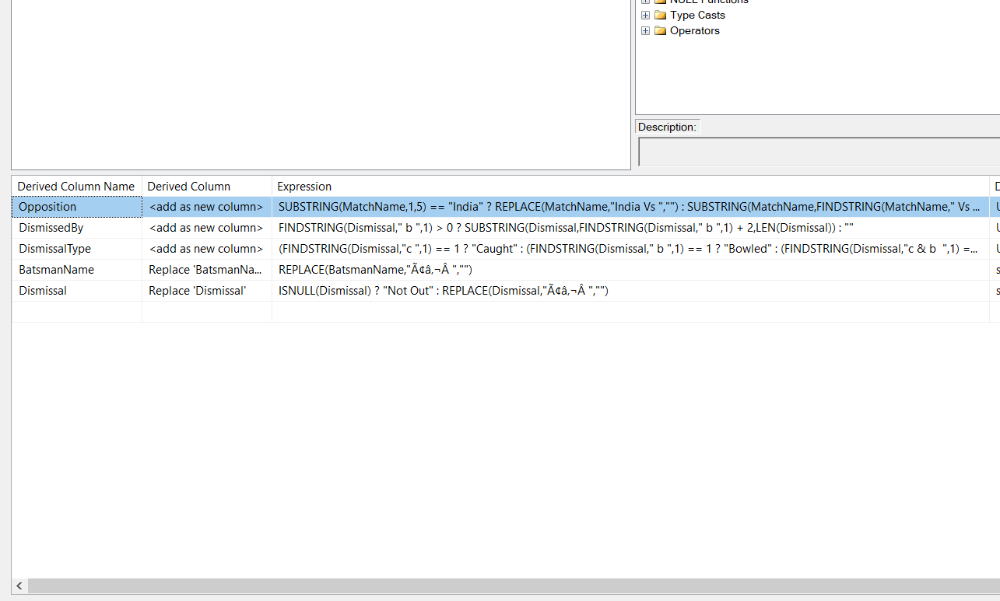 NULL Functions
Type Casts
Operators
Description:
Derived Column Name Derived Column Expression
Opposition <add as new column> SUBSTRING(MatchName,1,5) == "India" ? REPLACE(MatchName,"India Vs ","") : SUBSTRING(MatchName,FINDSTRING(MatchName," Vs ...
DismissedBy <add as new column> FINDSTRING(Dismissal," b ",1) > 0 ? SUBSTRING(Dismissal,FINDSTRING(Dismissal," b ",1) + 2,LEN(Dismissal)) : ""
DismissalType <add as new column> (FINDSTRING(Dismissal,"c ",1) == 1 ? "Caught" : (FINDSTRING(Dismissal," b ",1) == 1 ? "Bowled" : (FINDSTRING(Dismissal,"c & b  ",1) =...
BatsmanName Replace 'BatsmanNa... REPLACE(BatsmanName,"Ã¢â‚¬Â ","")
Dismissal Replace 'Dismissal' ISNULL(Dismissal) ? "Not Out" : REPLACE(Dismissal,"Ã¢â‚¬Â ","")